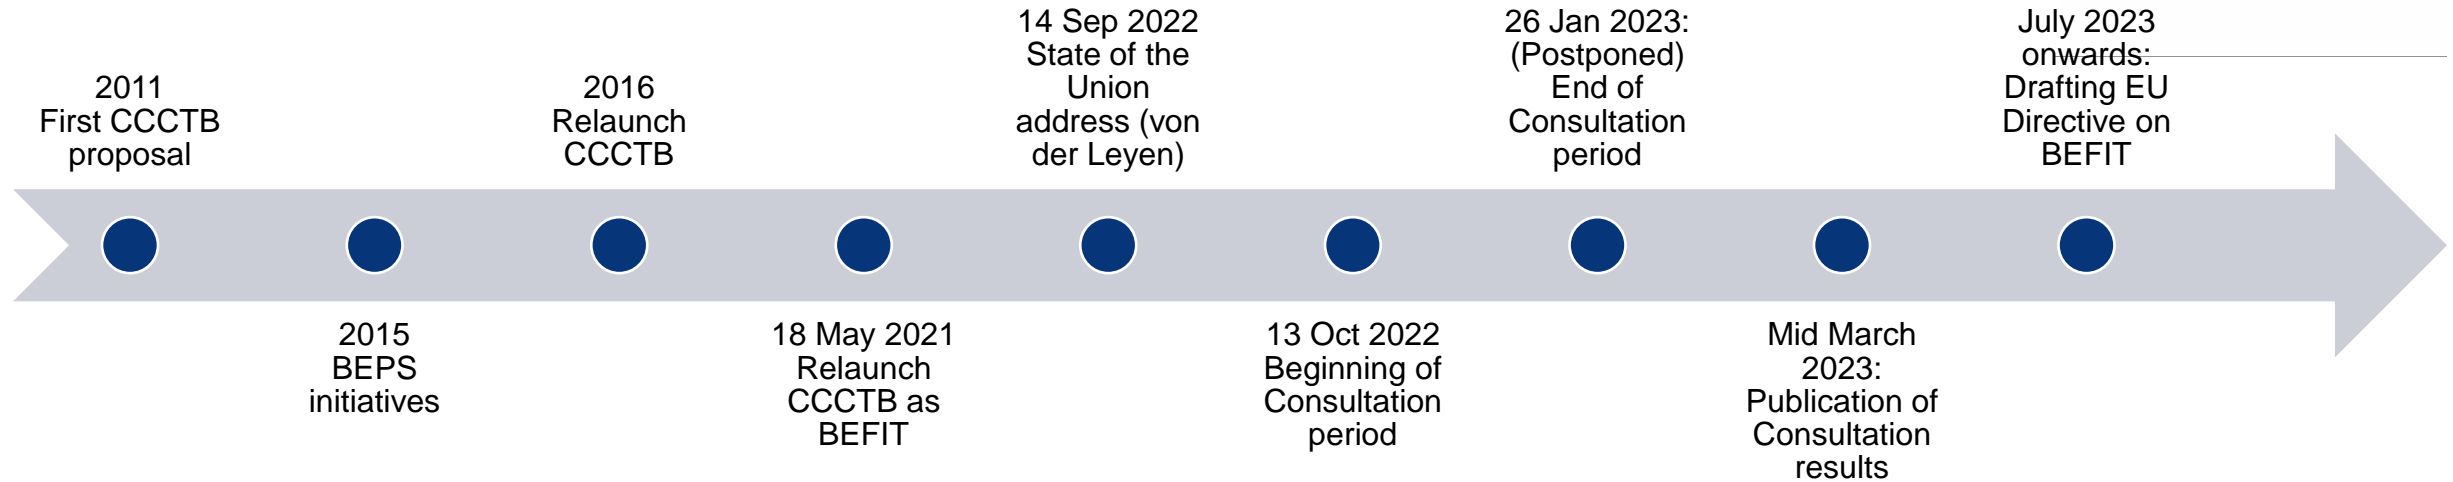 2011
First CCCTB
proposal
2015
BEPS
initiatives
2016
Relaunch
CCCTB
18 May 2021
Relaunch
CCCTB as
BEFIT
14 Sep 2022
State of the
Union
address (von
der Leyen)
13 Oct 2022
Beginning of
Consultation
period
26 Jan 2023:
(Postponed)
End of
Consultation
period
Mid March
2023:
Publication of
Consultation
results
July 2023
onwards:
Drafting EU
Directive on
BEFIT